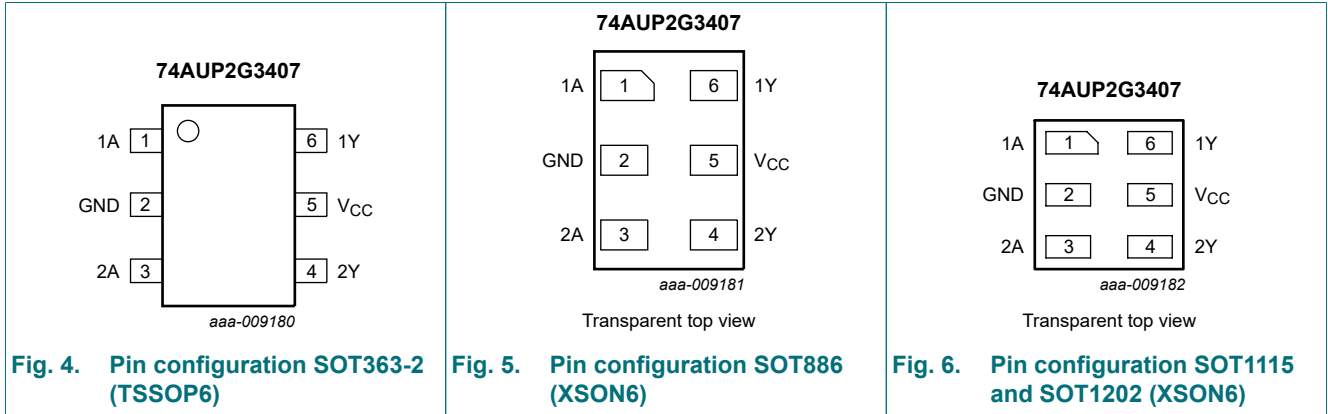 74AUP2G3407
1A 1 6 1Y
GND 2 5 VCC
2A 3 4 2Y
aaa-009180
Fig. 4. Pin configuration SOT363-2
(TSSOP6)
74AUP2G3407
1A 1 6 1Y
GND 2 5 VCC
2A 3 4 2Y
aaa-009181
Transparent top view
Fig. 5. Pin configuration SOT886
(XSON6)
74AUP2G3407
1A 1 6 1Y
GND 2 5 VCC
2A 3 4 2Y
aaa-009182
Transparent top view
Fig. 6. Pin configuration SOT1115
and SOT1202 (XSON6)